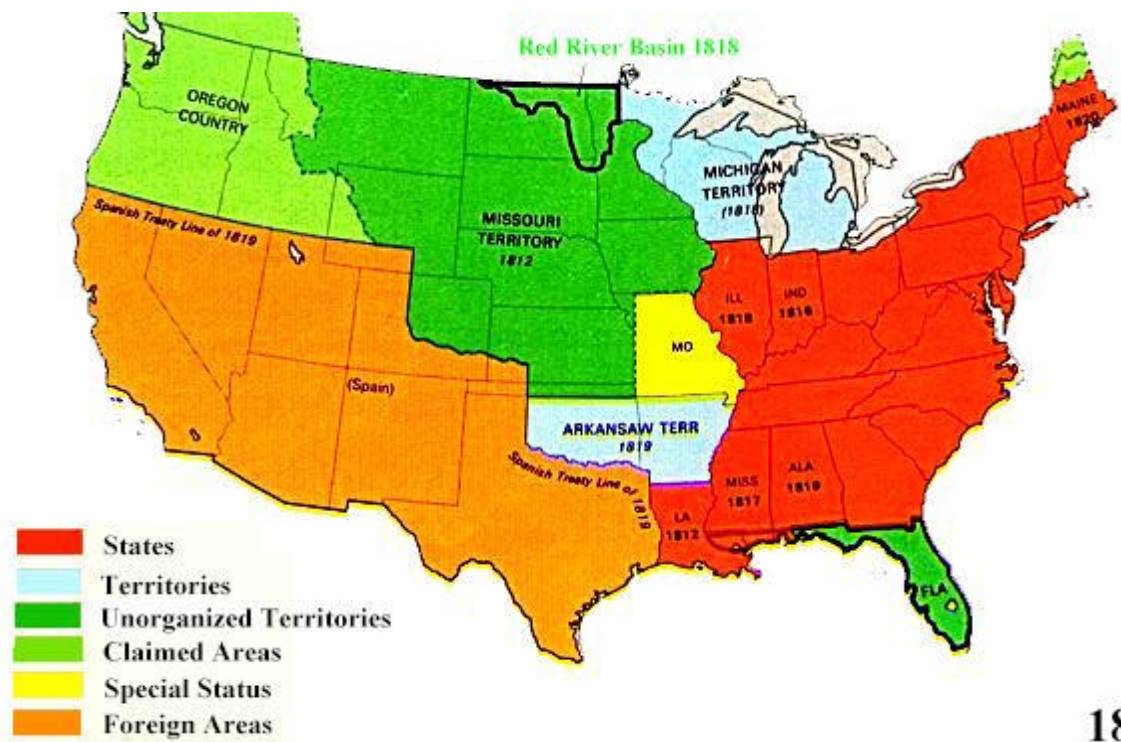 Red River Basin 1818
OREGON
COUNTRY
MAINE
1820
MICHIGAN
TERRITORY
(1818)
Spanish Treaty Line of 1819
MISSOURI
TERRITORY
1812
ILL
1818
IND
1816
MO
(Spain)
ARKANSAW TERR
1819
Spanish Treaty Line of 1819
MISS
1817
ALA
1819
LA
1812
FLA
States
Territories
Unorganized Territories
Claimed Areas
Special Status
Foreign Areas
18